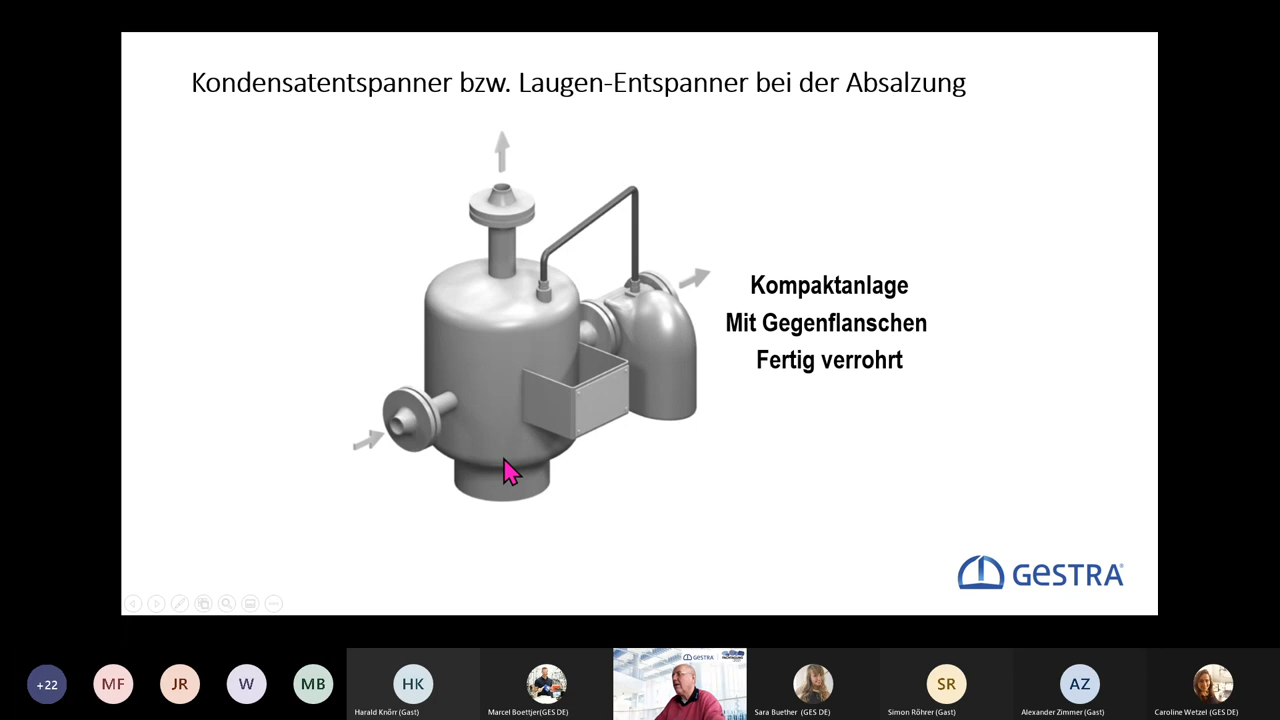 Kondensatentspanner bzw. Laugen-Entspanner bei der Absalzung
Kompaktanlage
Mit Gegenflanschen
Fertig verrohrt
GESTRA
+22
MF
JR
W
MB
HK
Harald Knörr (Gast)
Marcel Boettjer(GES DE)
GESTRA
Sara Buether (GES DE)
SR
Simon Röhrer (Gast)
AZ
Alexander Zimmer (Gast)
Caroline Wetzel (GES DE)